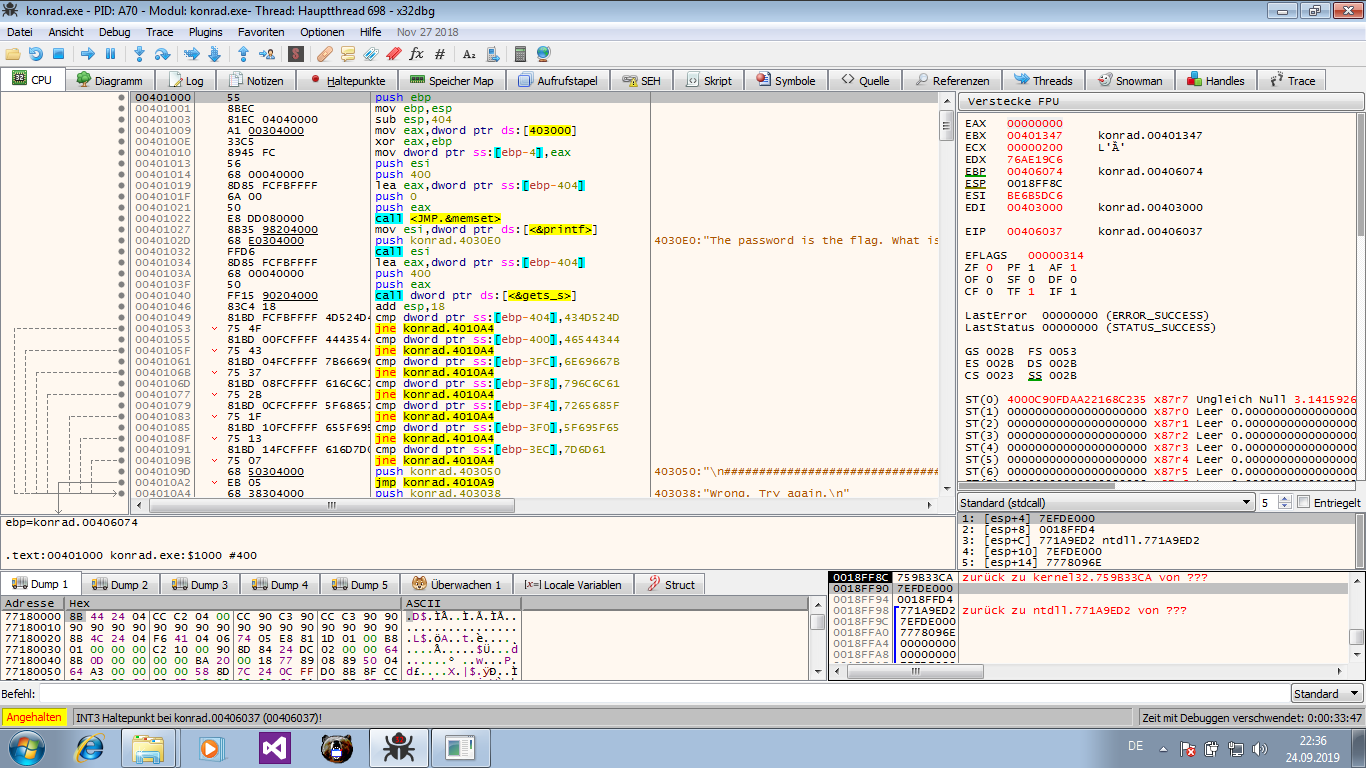 konrad.exe - PID: A70 - Modul: konrad.exe- Thread: Hauptthread 698 - x32dbg
Datei Ansicht Debug Trace Plugins Favoriten Optionen Hilfe Nov 27 2018
CPU Diagramm Log Notizen Haltepunkte Speicher Map Aufrufstapel SEH Skript Symbole Quelle Referenzen Threads Snowman Handles Trace
00401000 55 push ebp
00401001 8BEC mov ebp,esp
00401003 81EC 04040000 sub esp,404
00401009 A1 00304000 mov eax,dword ptr ds:[403000]
0040100E 33C5 xor eax,ebp
00401010 8945 FC mov dword ptr ss:[ebp-4],eax
00401013 56 push esi
00401014 68 00040000 push 400
00401019 8D85 FCFBFFFF lea eax,dword ptr ss:[ebp-404]
0040101F 6A 00 push 0
00401021 50 push eax
00401022 E8 DD080000 call <JMP.&memset>
00401027 8B35 98204000 mov esi,dword ptr ds:[<&printf>]
0040102D 68 E0304000 push konrad.4030E0 4030E0:"The password is the flag. What is
00401032 FFD6 call esi
00401034 8D85 FCFBFFFF lea eax,dword ptr ss:[ebp-404]
0040103A 68 00040000 push 400
0040103F 50 push eax
00401040 FF15 90204000 call dword ptr ds:[<&gets_s>]
00401046 83C4 18 add esp,18
00401049 81BD FCFBFFFF 4D524D4 cmp dword ptr ss:[ebp-404],434D524D
00401053 75 4F jne konrad.4010A4
00401055 81BD 00FCFFFF 4443544 cmp dword ptr ss:[ebp-400],46544344
0040105F 75 43 jne konrad.4010A4
00401061 81BD 04FCFFFF 7B66696 cmp dword ptr ss:[ebp-3FC],6E69667B
0040106B 75 37 jne konrad.4010A4
0040106D 81BD 08FCFFFF 616C6C7 cmp dword ptr ss:[ebp-3F8],796C6C61
00401077 75 2B jne konrad.4010A4
00401079 81BD 0CFCFFFF 5F68657 cmp dword ptr ss:[ebp-3F4],7265685F
00401083 75 1F jne konrad.4010A4
00401085 81BD 10FCFFFF 655F695 cmp dword ptr ss:[ebp-3F0],5F695F65
0040108F 75 13 jne konrad.4010A4
00401091 81BD 14FCFFFF 616D7D0 cmp dword ptr ss:[ebp-3EC],7D6D61
0040109B 75 07 jne konrad.4010A4
0040109D 68 50304000 push konrad.403050 403050:"\n##############################
004010A2 EB 05 jmp konrad.4010A9
004010A4 68 38304000 push konrad.403038 403038:"Wrong. Try again.\n"
ebp=konrad.00406074
.text:00401000 konrad.exe:$1000 #400
Verstecke FPU
EAX 00000000
EBX 00401347 konrad.00401347
ECX 00000200 L'Ȁ'
EDX 76AE19C6
EBP 00406074 konrad.00406074
ESP 0018FF8C
ESI BE6B5DC6
EDI 00403000 konrad.00403000
EIP 00406037 konrad.00406037
EFLAGS 00000314
ZF 0 PF 1 AF 1
OF 0 SF 0 DF 0
CF 0 TF 1 IF 1
LastError 00000000 (ERROR_SUCCESS)
LastStatus 00000000 (STATUS_SUCCESS)
GS 002B FS 0053
ES 002B DS 002B
CS 0023 SS 002B
ST(0) 4000C90FDAA22168C235 x87r7 Ungleich Null 3.1415926
ST(1) 00000000000000000000 x87r0 Leer 0.000000000000000
ST(2) 00000000000000000000 x87r1 Leer 0.000000000000000
ST(3) 00000000000000000000 x87r2 Leer 0.000000000000000
ST(4) 00000000000000000000 x87r3 Leer 0.000000000000000
ST(5) 00000000000000000000 x87r4 Leer 0.000000000000000
ST(6) 00000000000000000000 x87r5 Leer 0.000000000000000
Standard (stdcall) 5 Entriegelt
1: [esp+4] 7EFDE000
2: [esp+8] 0018FFD4
3: [esp+C] 771A9ED2 ntdll.771A9ED2
4: [esp+10] 7EFDE000
5: [esp+14] 7778096E
Dump 1 Dump 2 Dump 3 Dump 4 Dump 5 Überwachen 1 [x=] Locale Variablen Struct
Adresse Hex ASCII
77180000 8B 44 24 04 CC C2 04 00 CC 90 C3 90 CC C3 90 90 .D$.ÌÂ..Ì.Ã.ÌÃ..
77180010 90 90 90 90 90 90 90 90 90 90 90 90 90 90 90 90 ................
77180020 8B 4C 24 04 F6 41 04 06 74 05 E8 81 1D 01 00 B8
77180030 01 00 00 00 C2 10 00 90 8D 84 24 DC 02 00 00 64
77180040 8B 0D 00 00 00 00 BA 20 00 18 77 89 08 89 50 04
77180050 64 A3 00 00 00 00 58 8D 7C 24 0C FF D0 8B 8F CC
0018FF8C 759B33CA zurück zu kernel32.759B33CA von ???
0018FF90 7EFDE000
0018FF94 0018FFD4
0018FF98 771A9ED2 zurück zu ntdll.771A9ED2 von ???
0018FF9C 7EFDE000
0018FFA0 7778096E
0018FFA4 00000000
0018FFA8 00000000
Befehl: Standard
Angehalten INT3 Haltepunkt bei konrad.00406037 (00406037)! Zeit mit Debuggen verschwendet: 0:00:33:47
DE 22:36
24.09.2019